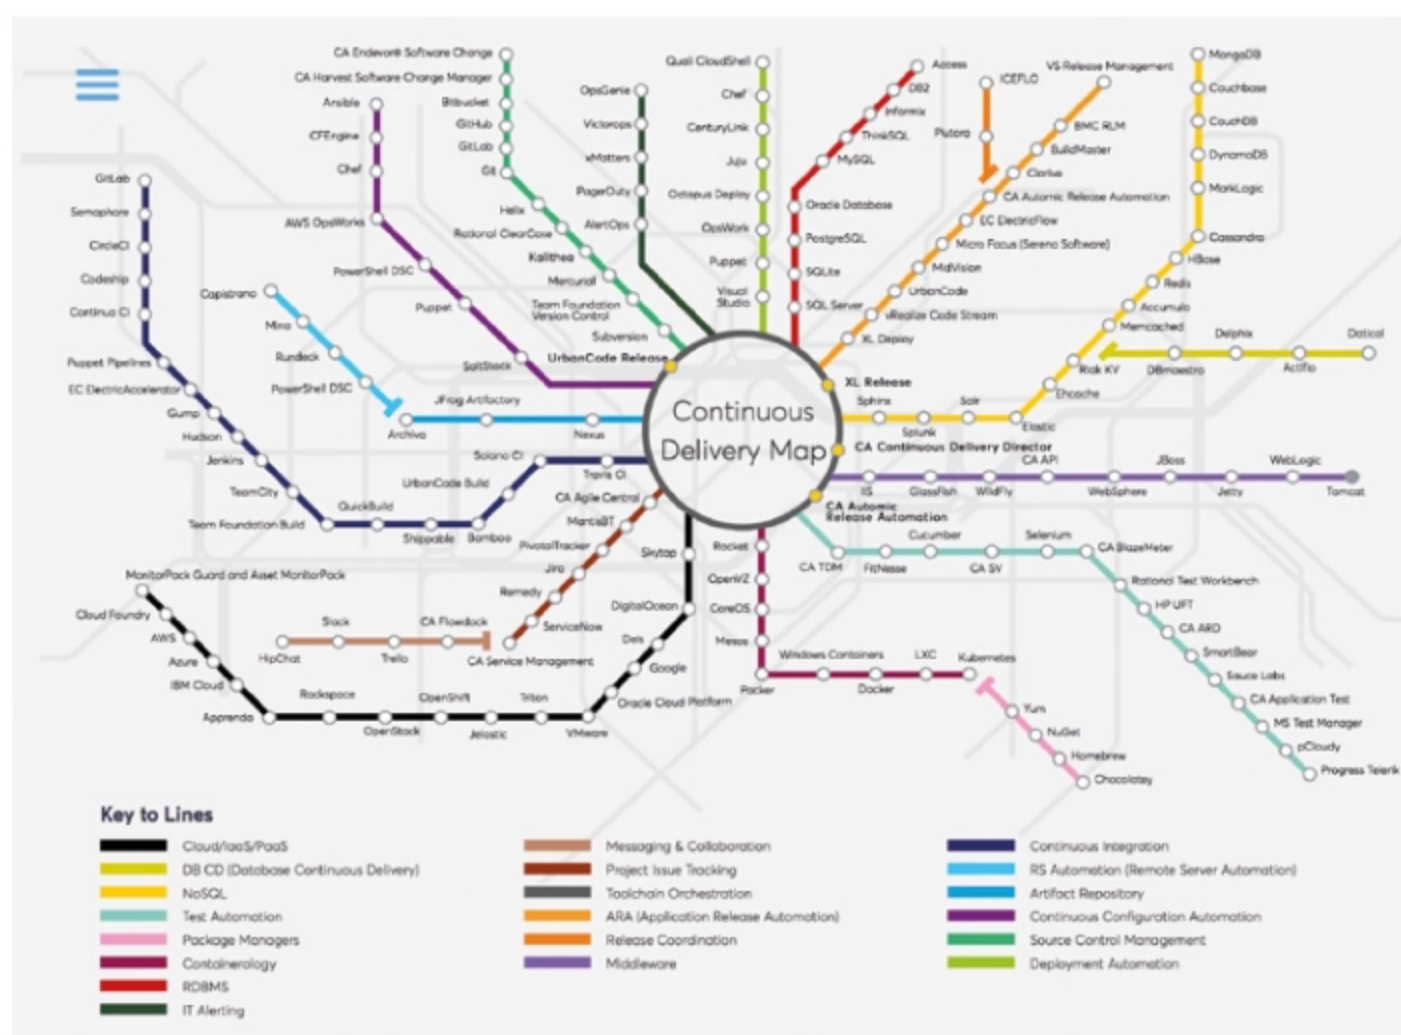 CA Endevor® Software Change
CA Harvest Software Change Manager
Bitbucket
GitHub
GitLab
Git
Helix
Rational ClearCase
Kallithea
Mercurial
Team Foundation
Version Control
Subversion
UrbanCode Release
Ansible
CFEngine
Chef
AWS OpsWorks
PowerShell DSC
Puppet
SaltStack
OpsGenie
Victorops
xMatters
PagerDuty
AlertOps
Quali CloudShell
Chef
CenturyLink
Juju
Octopus Deploy
OpsWork
Puppet
Visual
Studio
Access
DB2
Informix
ThinkSQL
MySQL
Oracle Database
PostgreSQL
SQLite
SQL Server
ICEFLO
Plutora
VS Release Management
BMC RLM
BuildMaster
Clarive
CA Automic Release Automation
EC ElectricFlow
Micro Focus (Serena Software)
MidVision
UrbanCode
vRealize Code Stream
XL Deploy
XL Release
MongoDB
Couchbase
CouchDB
DynamoDB
MarkLogic
Cassandra
HBase
Redis
Accumulo
Memcached
Riak KV
Ehcache
Elastic
Solr
Splunk
Sphinx
Delphix
Datical
DBmaestro
Actifio
GitLab
Semaphore
CircleCI
Codeship
Continua CI
Puppet Pipelines
EC ElectricAccelerator
Gump
Hudson
Jenkins
TeamCity
Team Foundation Build
QuickBuild
Shippable
Bamboo
UrbanCode Build
Solano CI
Travis CI
Capistrano
Mina
Rundeck
PowerShell DSC
JFrog Artifactory
Archiva
Nexus
Continuous
Delivery Map
CA Continuous Delivery Director
CA API
JBoss
WebLogic
IIS
GlassFish
WildFly
WebSphere
Jetty
Tomcat
CA Automic
Release Automation
CA Agile Central
MantisBT
PivotalTracker
Jira
Remedy
ServiceNow
CA Service Management
Slack
CA Flowdock
HipChat
Trello
MonitorPack Guard and Asset MonitorPack
Cloud Foundry
AWS
Azure
IBM Cloud
Apprenda
Rackspace
OpenStack
OpenShift
Jelastic
Triton
VMware
Oracle Cloud Platform
Google
Deis
DigitalOcean
Skytap
Rocket
OpenVZ
CoreOS
Mesos
Packer
Windows Containers
Docker
LXC
Kubernetes
Yum
NuGet
Homebrew
Chocolatey
CA TDM
FitNesse
Cucumber
CA SV
Selenium
CA BlazeMeter
Rational Test Workbench
HP UFT
CA ARD
SmartBear
Sauce Labs
CA Application Test
MS Test Manager
pCloudy
Progress Telerik
Key to Lines
Cloud/IaaS/PaaS
DB CD (Database Continuous Delivery)
NoSQL
Test Automation
Package Managers
Containerology
RDBMS
IT Alerting
Messaging & Collaboration
Project Issue Tracking
Toolchain Orchestration
ARA (Application Release Automation)
Release Coordination
Middleware
Continuous Integration
RS Automation (Remote Server Automation)
Artifact Repository
Continuous Configuration Automation
Source Control Management
Deployment Automation